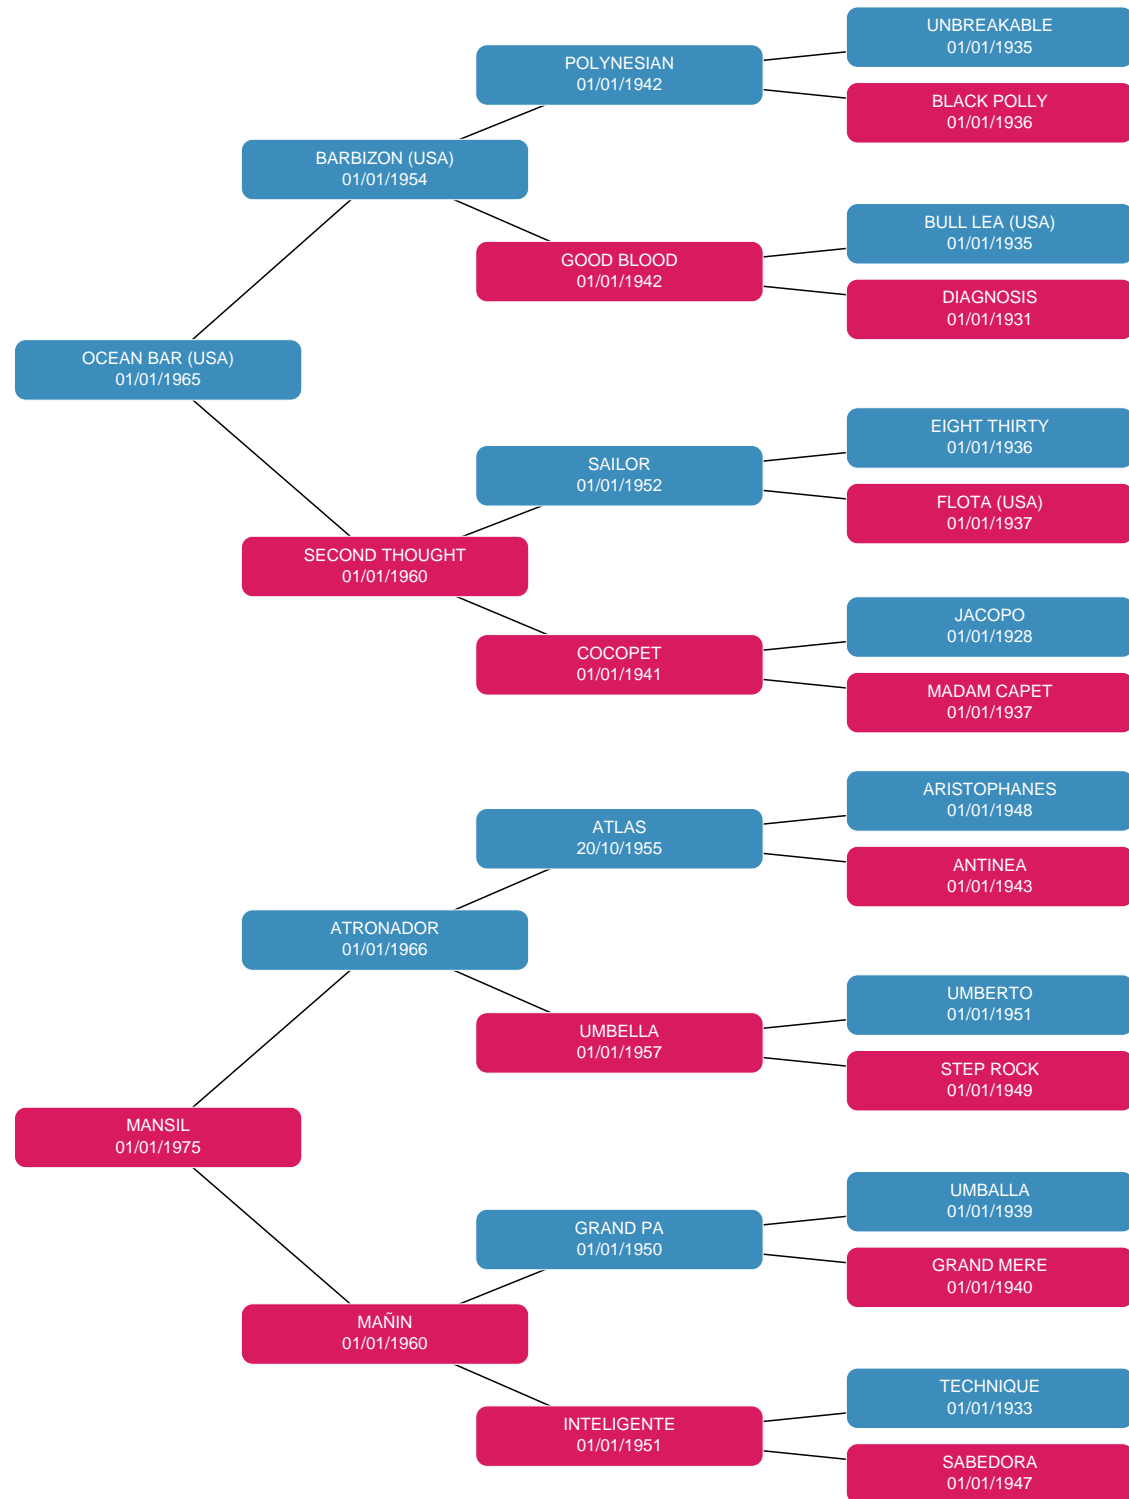 UNBREAKABLE
01/01/1935
POLYNESIAN
01/01/1942
BLACK POLLY
01/01/1936
BARBIZON (USA)
01/01/1954
BULL LEA (USA)
01/01/1935
GOOD BLOOD
01/01/1942
DIAGNOSIS
01/01/1931
OCEAN BAR (USA)
01/01/1965
EIGHT THIRTY
01/01/1936
SAILOR
01/01/1952
FLOTA (USA)
01/01/1937
SECOND THOUGHT
01/01/1960
JACOPO
01/01/1928
COCOPET
01/01/1941
MADAM CAPET
01/01/1937
ARISTOPHANES
01/01/1948
ATLAS
20/10/1955
ANTINEA
01/01/1943
ATRONADOR
01/01/1966
UMBERTO
01/01/1951
UMBELLA
01/01/1957
STEP ROCK
01/01/1949
MANSIL
01/01/1975
UMBALLA
01/01/1939
GRAND PA
01/01/1950
GRAND MERE
01/01/1940
MAÑIN
01/01/1960
TECHNIQUE
01/01/1933
INTELIGENTE
01/01/1951
SABEDORA
01/01/1947